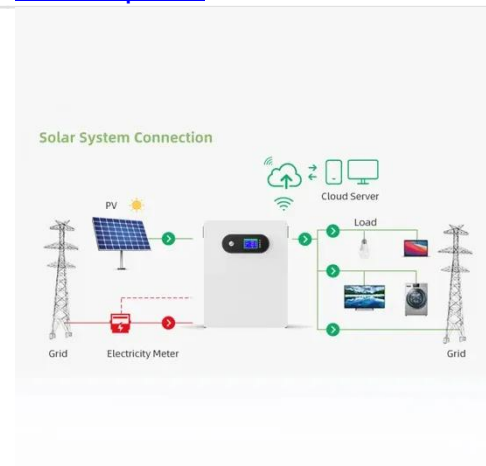 Solar System Connection
Cloud Server
PV
Load
Grid
Electricity Meter
Grid